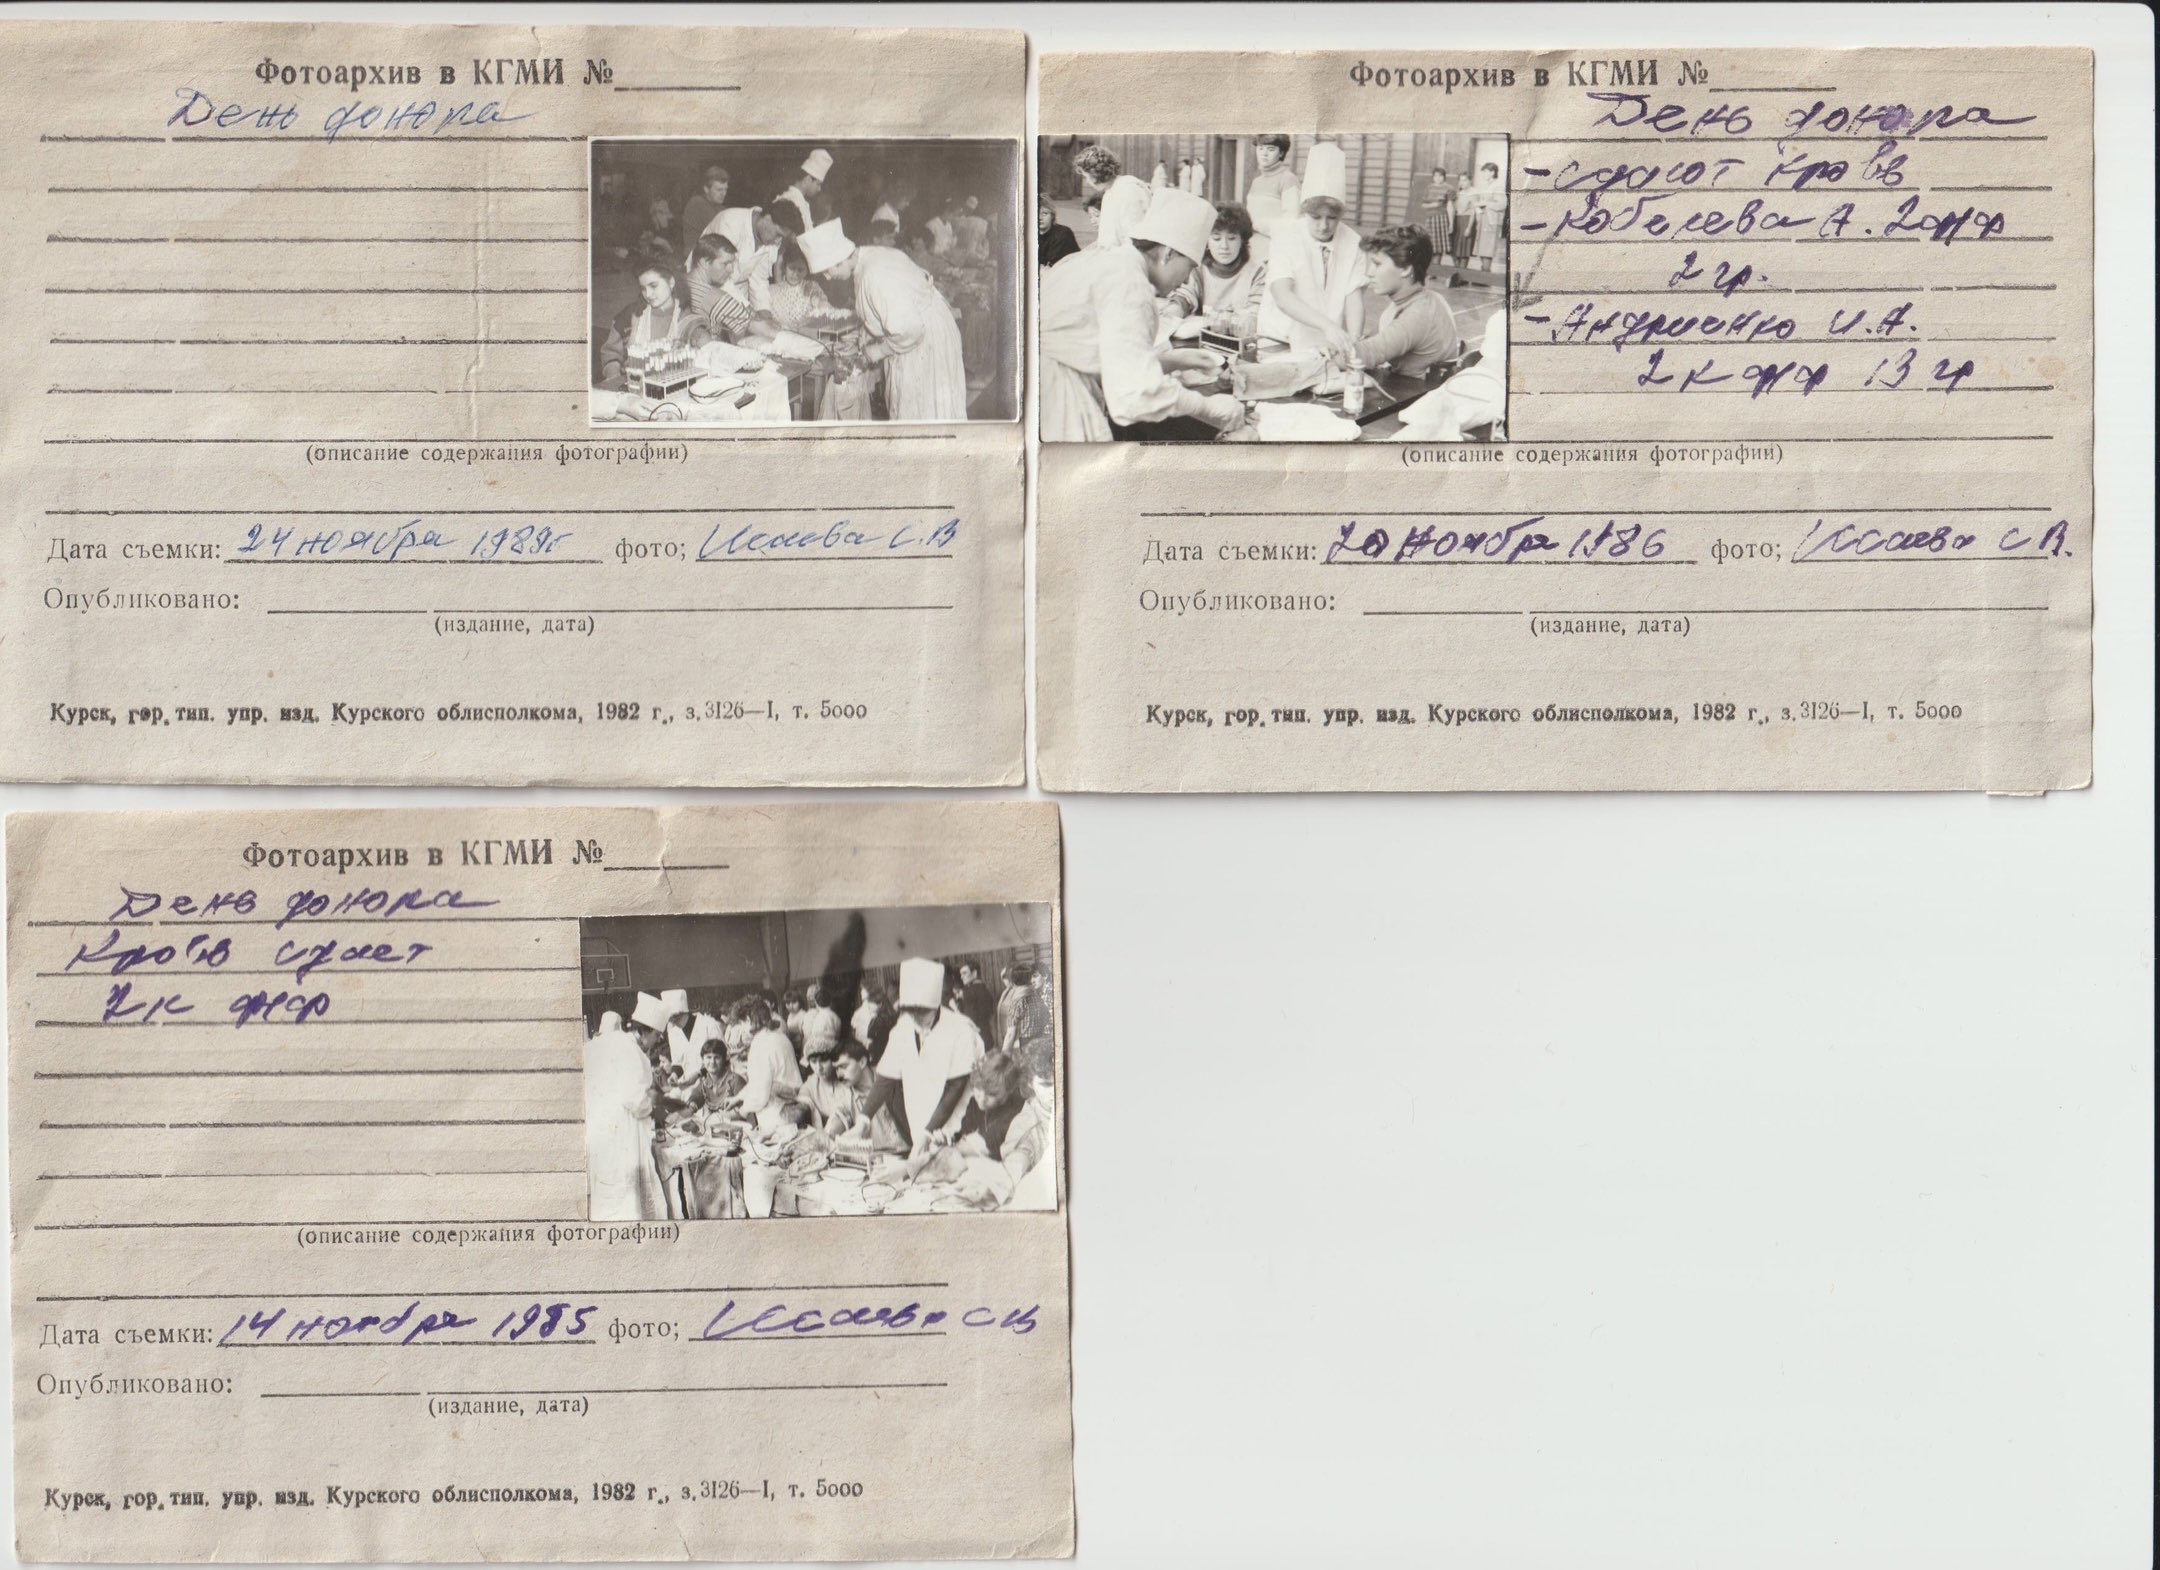 Фотоархив в КГМИ №
День донора
(описание содержания фотографии)
Дата съемки: 24 ноября 1989г фото; Исаева С.В
Опубликовано:
(издание, дата)
Курск, гор. тип. упр. изд. Курского облисполкома, 1982 г., з. 3126—I, т. 5000
Фотоархив в КГМИ №
День донора
- сдают кровь
- Кобелева А. 2
2 гр.
- Андриенко И.А.
2 к 13 гр
(описание содержания фотографии)
Дата съемки: 20 ноября 1986 фото; Исаева С В.
Опубликовано:
(издание, дата)
Курск, гор. тип. упр. изд. Курского облисполкома, 1982 г., з. 3126—I, т. 5000
Фотоархив в КГМИ №
День донора
Кровь сдает
2 к
(описание содержания фотографии)
Дата съемки: 14 ноября 1985 фото; Исаева С В
Опубликовано:
(издание, дата)
Курск, гор. тип. упр. изд. Курского облисполкома, 1982 г., з. 3126—I, т. 5000